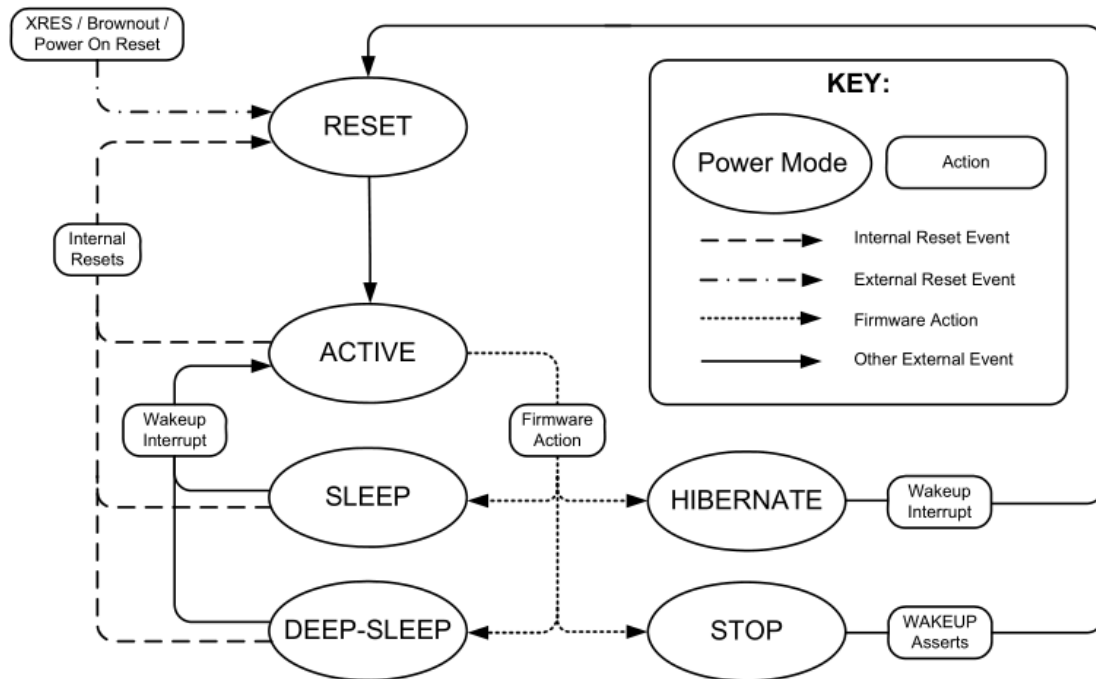 XRES / Brownout /
Power On Reset
RESET
KEY:
Power Mode
Action
Internal
Resets
Internal Reset Event
External Reset Event
Firmware Action
Other External Event
ACTIVE
Wakeup
Interrupt
Firmware
Action
SLEEP
HIBERNATE
Wakeup
Interrupt
DEEP-SLEEP
STOP
WAKEUP
Asserts